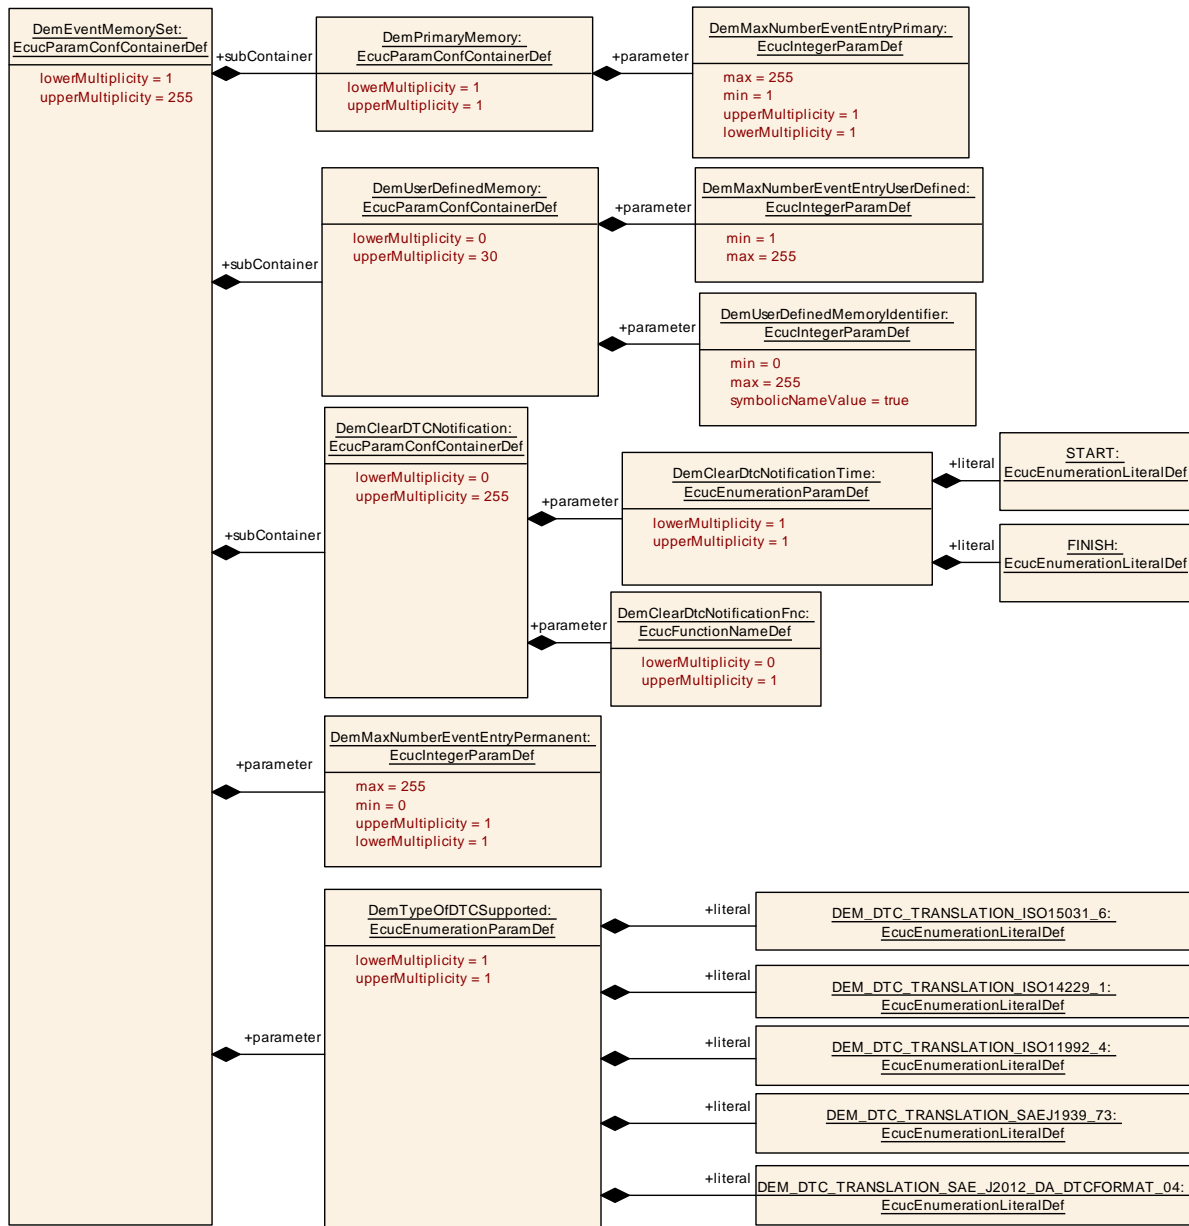 DemEventMemorySet:
EcucParamConfContainerDef
lowerMultiplicity = 1
upperMultiplicity = 255
+subContainer
DemPrimaryMemory:
EcucParamConfContainerDef
lowerMultiplicity = 1
upperMultiplicity = 1
+parameter
DemMaxNumberEventEntryPrimary:
EcucIntegerParamDef
max = 255
min = 1
upperMultiplicity = 1
lowerMultiplicity = 1
+subContainer
DemUserDefinedMemory:
EcucParamConfContainerDef
lowerMultiplicity = 0
upperMultiplicity = 30
+parameter
DemMaxNumberEventEntryUserDefined:
EcucIntegerParamDef
min = 1
max = 255
+parameter
DemUserDefinedMemoryIdentifier:
EcucIntegerParamDef
min = 0
max = 255
symbolicNameValue = true
+subContainer
DemClearDTCNotification:
EcucParamConfContainerDef
lowerMultiplicity = 0
upperMultiplicity = 255
+parameter
DemClearDtcNotificationTime:
EcucEnumerationParamDef
lowerMultiplicity = 1
upperMultiplicity = 1
+literal
START:
EcucEnumerationLiteralDef
+literal
FINISH:
EcucEnumerationLiteralDef
+parameter
DemClearDtcNotificationFnc:
EcucFunctionNameDef
lowerMultiplicity = 0
upperMultiplicity = 1
+parameter
DemMaxNumberEventEntryPermanent:
EcucIntegerParamDef
max = 255
min = 0
upperMultiplicity = 1
lowerMultiplicity = 1
+parameter
DemTypeOfDTCSupported:
EcucEnumerationParamDef
lowerMultiplicity = 1
upperMultiplicity = 1
+literal
DEM_DTC_TRANSLATION_ISO15031_6:
EcucEnumerationLiteralDef
+literal
DEM_DTC_TRANSLATION_ISO14229_1:
EcucEnumerationLiteralDef
+literal
DEM_DTC_TRANSLATION_ISO11992_4:
EcucEnumerationLiteralDef
+literal
DEM_DTC_TRANSLATION_SAEJ1939_73:
EcucEnumerationLiteralDef
+literal
DEM_DTC_TRANSLATION_SAE_J2012_DA_DTCFORMAT_04:
EcucEnumerationLiteralDef